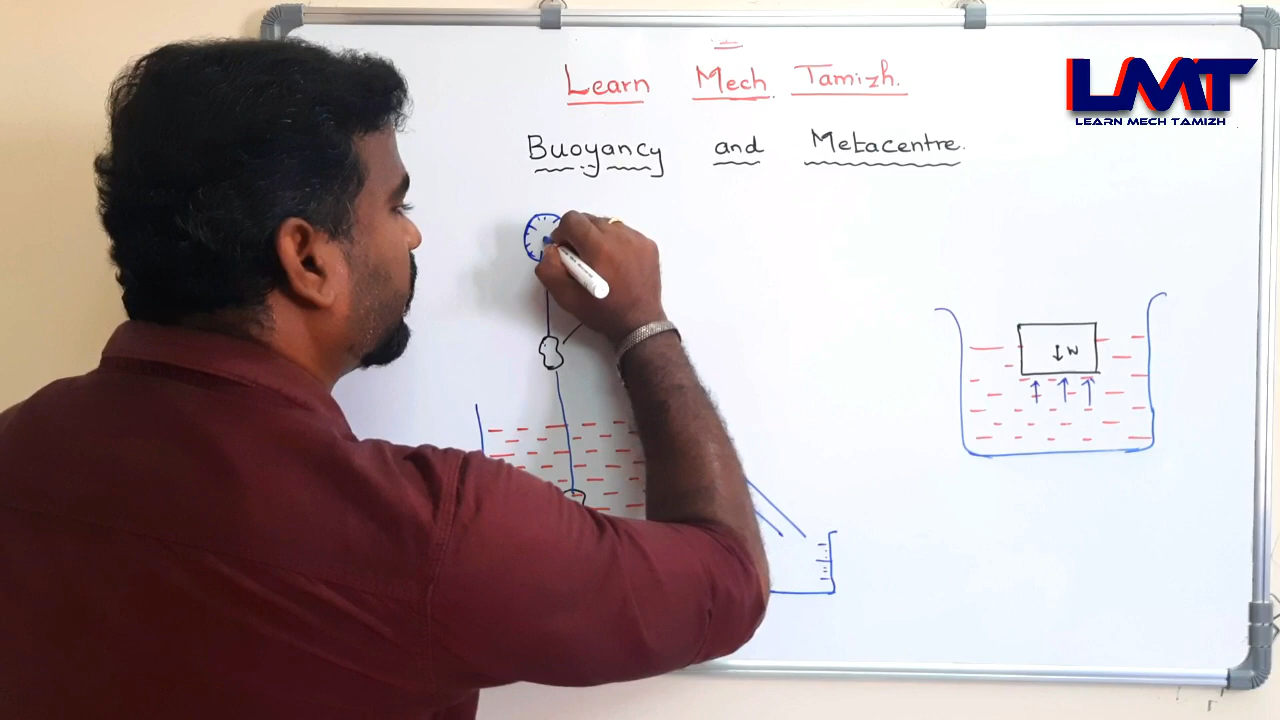 Learn Mech Tamizh.
LMT
LEARN MECH TAMIZH
Buoyancy and Metacentre.
W